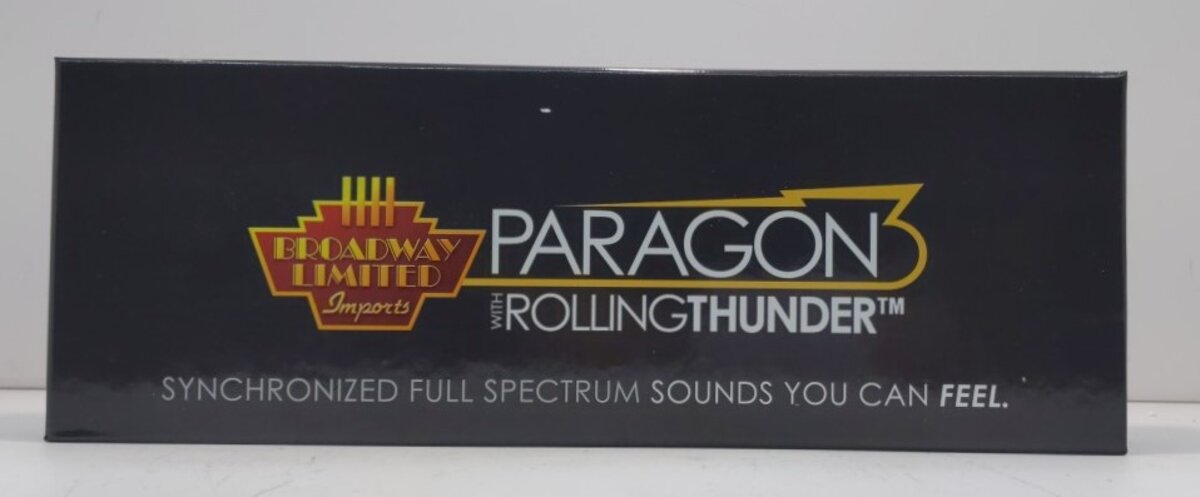 BROADWAY
LIMITED
Imports
PARAGON3
WITH ROLLINGTHUNDER™
SYNCHRONIZED FULL SPECTRUM SOUNDS YOU CAN FEEL.